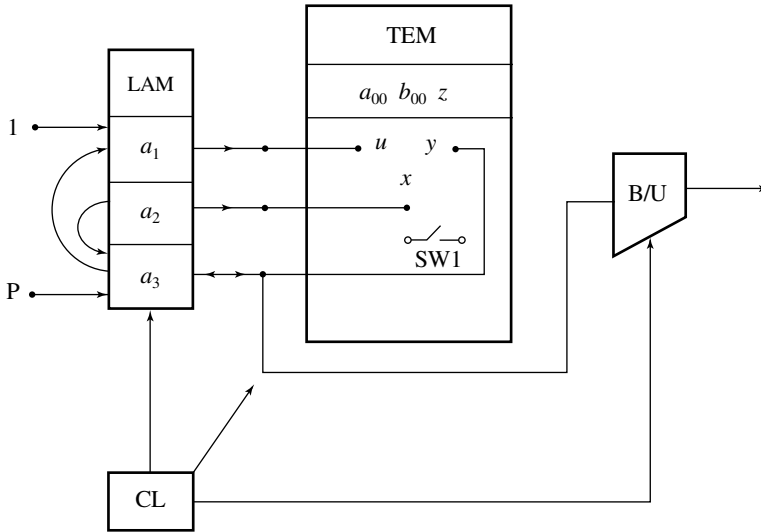 TEM
LAM
a₀₀ b₀₀ z
1
a₁
u y
x
a₂
B/U
SW1
a₃
P
CL